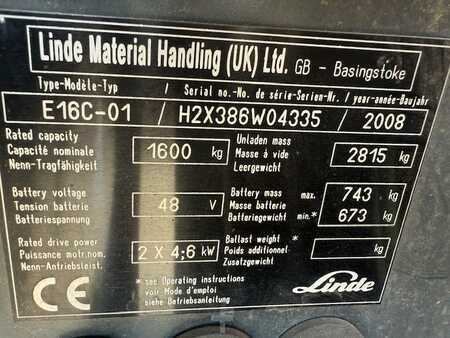 Linde Material Handling (UK) Ltd. GB - Basingstoke
Type-Modèle-Typ / Serial no.-No. de série-Serien-Nr. / year-année-Baujahr
E16C-01 / H2X386W04335 / 2008
Rated capacity
Capacité nominale
Nenn-Tragfähigkeit
1600 kg
Unladen mass
Masse à vide
Leergewicht
2815 kg
Battery voltage
Tension batterie
Batteriespannung
48 V
Battery mass max.
Masse batterie
Batteriegewicht min.*
743 kg
673 kg
Rated drive power
Puissance motr.nom.
Nenn-Antriebsleist.
2 X 4,6 kW
Ballast weight *
Poids additionnel
Zusatzgewicht
kg
CE
* see Operating instructions
voir Mode d'emploi
siehe Betriebsanleitung
Linde